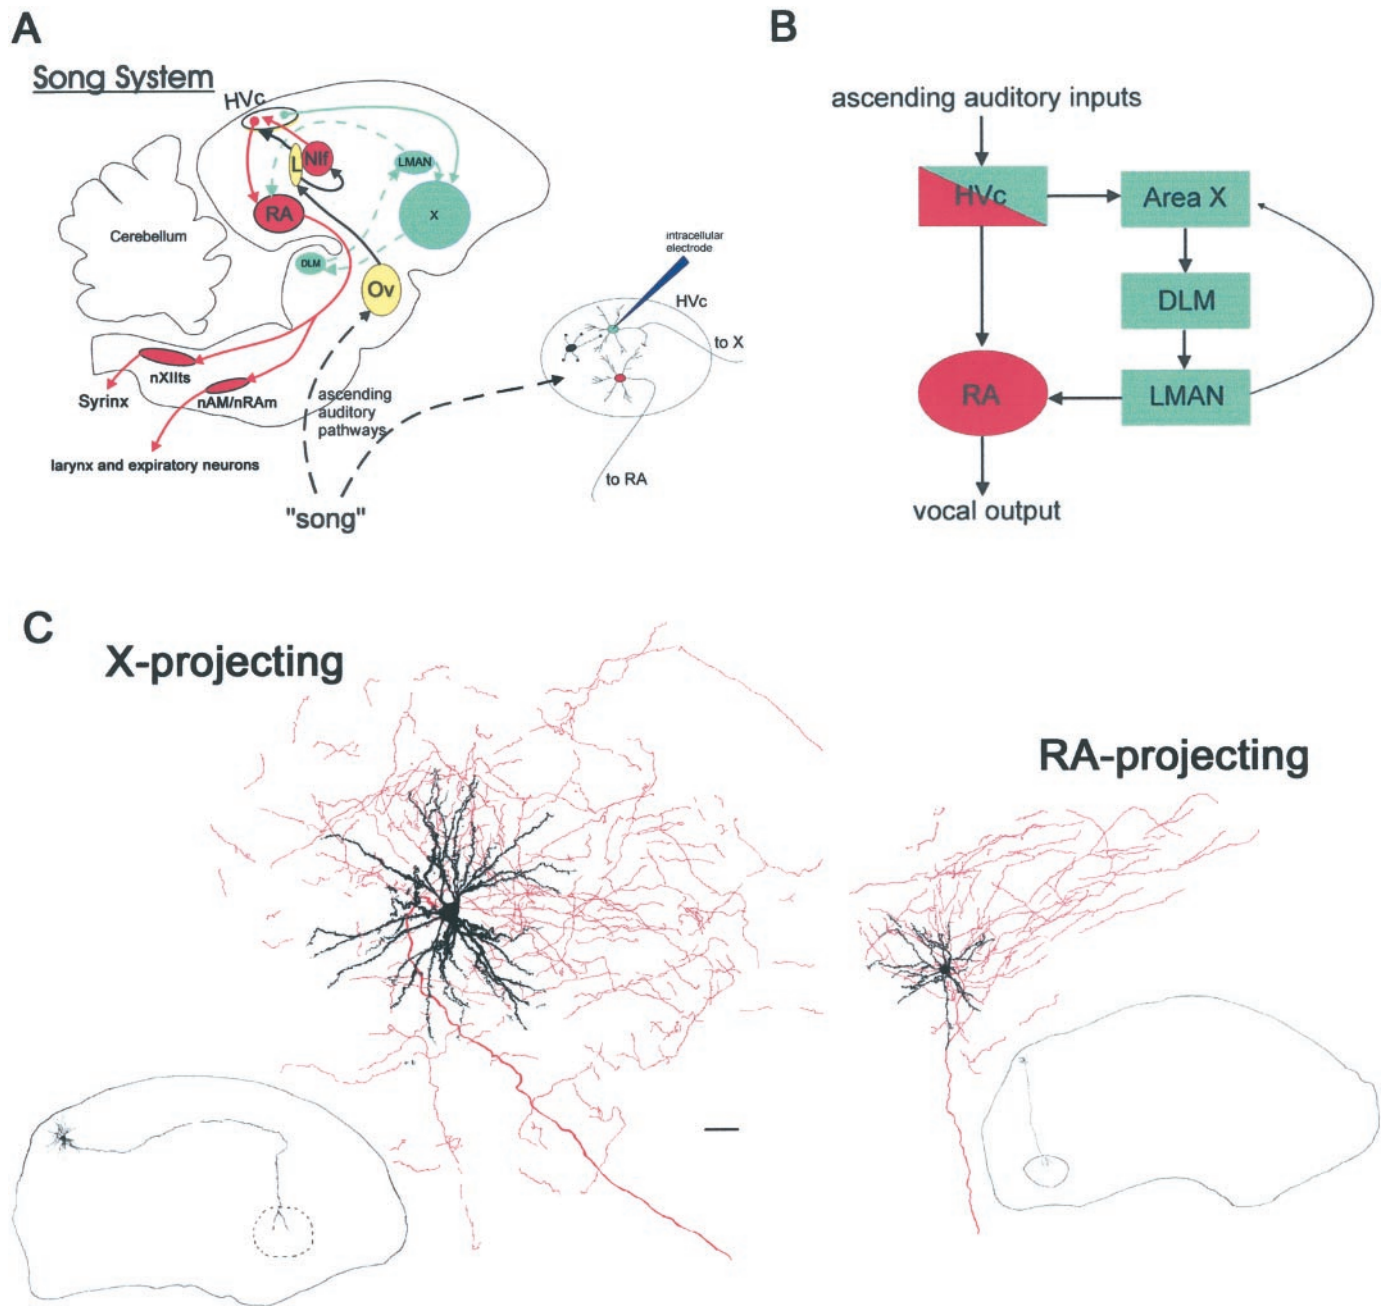 A
Song System
HVc
L
NIf
LMAN
X
RA
Cerebellum
DLM
Ov
intracellular
electrode
HVc
to X
nXIIts
Syrinx
nAM/nRAm
ascending
auditory
pathways
larynx and expiratory neurons
to RA
"song"
B
ascending auditory inputs
HVc
Area X
DLM
RA
LMAN
vocal output
C
X-projecting
RA-projecting